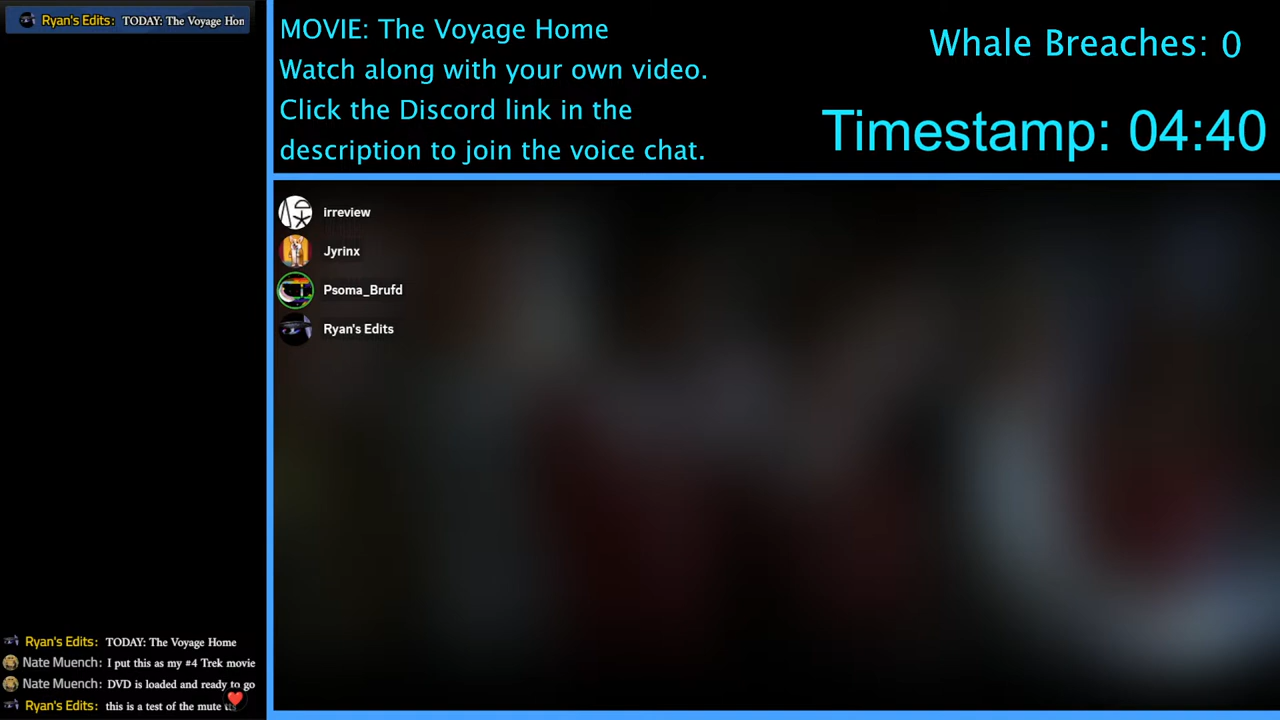 Ryan's Edits: TODAY: The Voyage Hom
MOVIE: The Voyage Home
Watch along with your own video.
Click the Discord link in the
description to join the voice chat.
Whale Breaches: 0
Timestamp: 04:40
irreview
Jyrinx
Psoma_Brufd
Ryan's Edits
Ryan's Edits: TODAY: The Voyage Home
Nate Muench: I put this as my #4 Trek movie
Nate Muench: DVD is loaded and ready to go
Ryan's Edits: this is a test of the mute